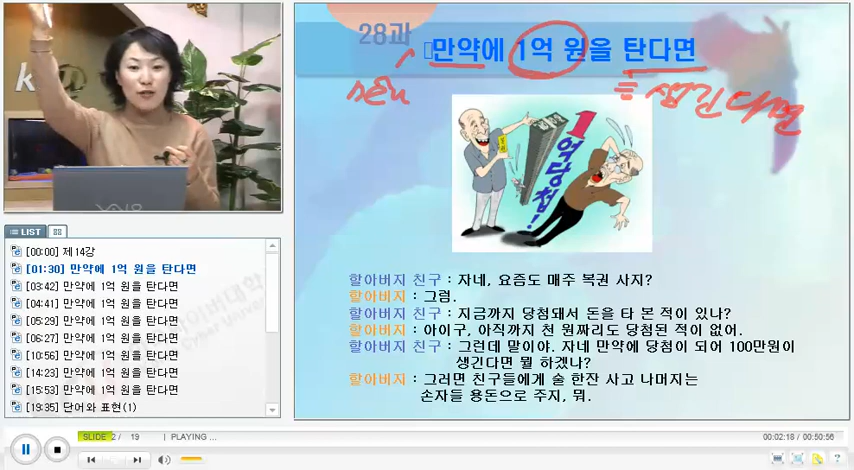 28과
만약에 1억 원을 탄다면
생긴다면
1억당첨!
할아버지 친구 : 자네, 요즘도 매주 복권 사지?
할아버지 : 그럼.
할아버지 친구 : 지금까지 당첨돼서 돈을 타 본 적이 있나?
할아버지 : 아이구, 아직까지 천 원짜리도 당첨된 적이 없어.
할아버지 친구 : 그런데 말이야. 자네 만약에 당첨이 되어 100만원이
생긴다면 뭘 하겠나?
할아버지 : 그러면 친구들에게 술 한잔 사고 나머지는
손자들 용돈으로 주지, 뭐.
VAIO
LIST
[00:00] 제14강
[01:30] 만약에 1억 원을 탄다면
[03:42] 만약에 1억 원을 탄다면
[04:41] 만약에 1억 원을 탄다면
[05:29] 만약에 1억 원을 탄다면
[06:27] 만약에 1억 원을 탄다면
[10:56] 만약에 1억 원을 탄다면
[14:23] 만약에 1억 원을 탄다면
[15:53] 만약에 1억 원을 탄다면
[19:35] 단어와 표현(1)
SLIDE 2 / 19 | PLAYING ...
00:02:18 / 00:50:56